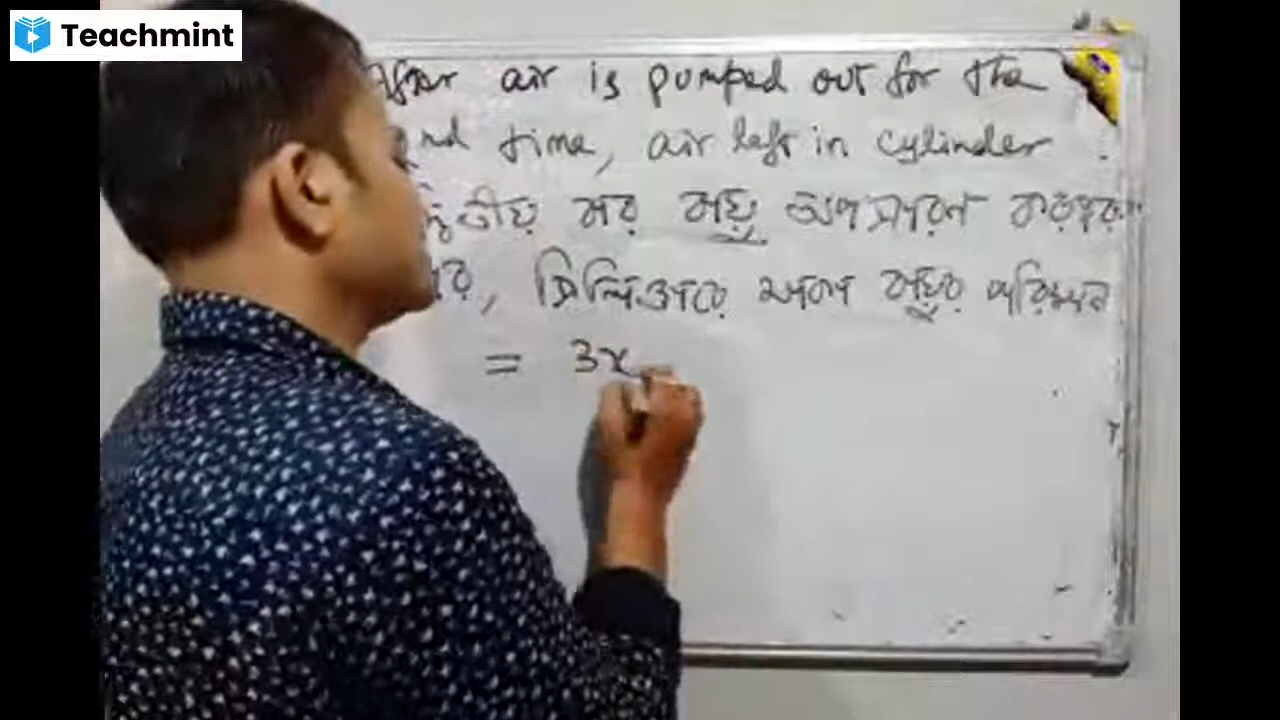 Teachmint
After air is pumped out for the
2nd time, air left in cylinder
দ্বিতীয় বার বায়ু অপসারণ করার
পর, সিলিন্ডারে থাকা বায়ুর পরিমাণ
= 3x